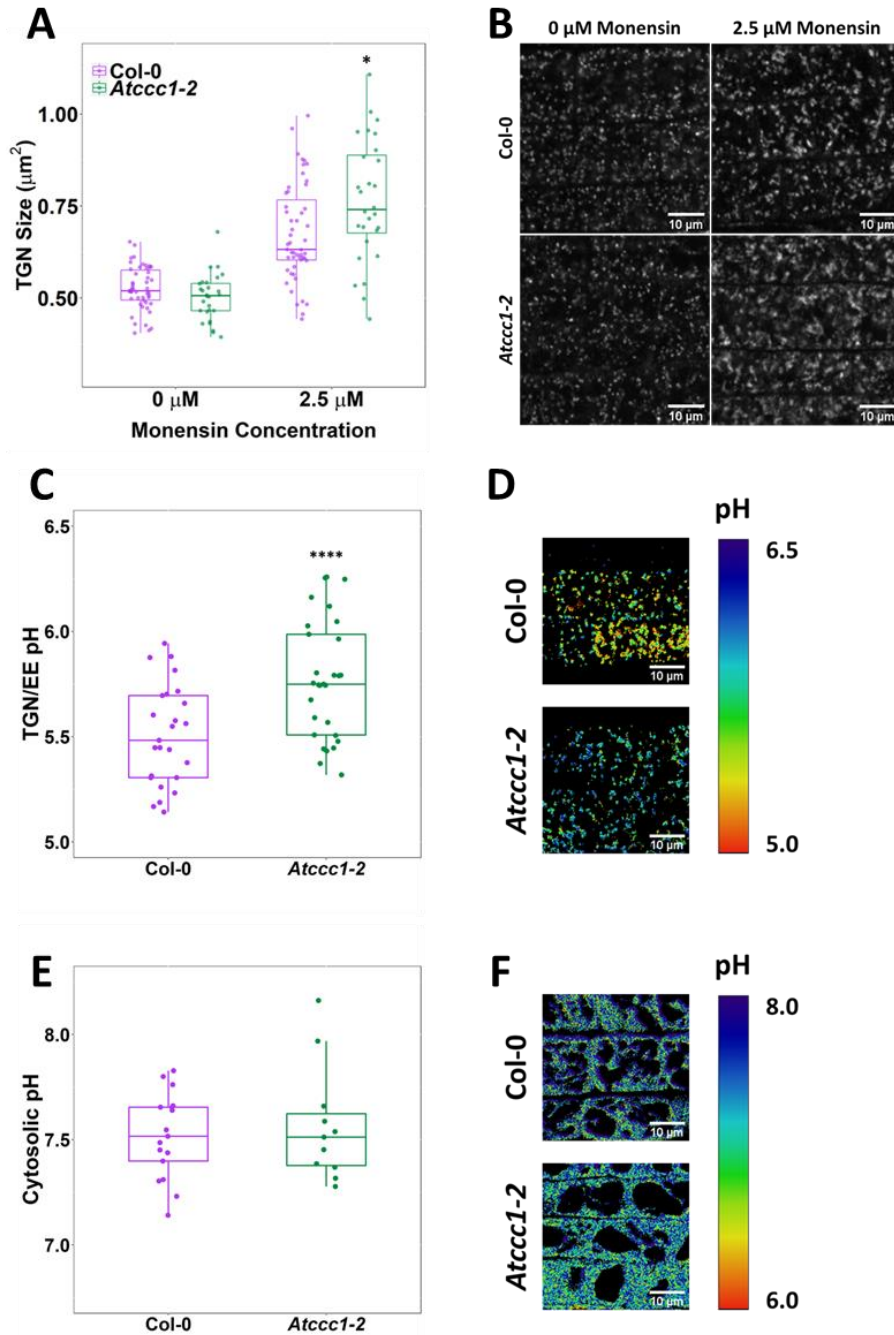 A
Col-0
Atccc1-2
*
TGN Size (μm²)
1.00
0.75
0.50
0 μM
2.5 μM
Monensin Concentration
B
0 μM Monensin
2.5 μM Monensin
Col-0
10 μm
10 μm
Atccc1-2
10 μm
10 μm
C
TGN/EE pH
6.5
6.0
5.5
5.0
****
Col-0
Atccc1-2
D
pH
Col-0
10 μm
6.5
Atccc1-2
10 μm
5.0
E
Cytosolic pH
8.0
7.5
7.0
Col-0
Atccc1-2
F
pH
Col-0
10 μm
8.0
Atccc1-2
10 μm
6.0